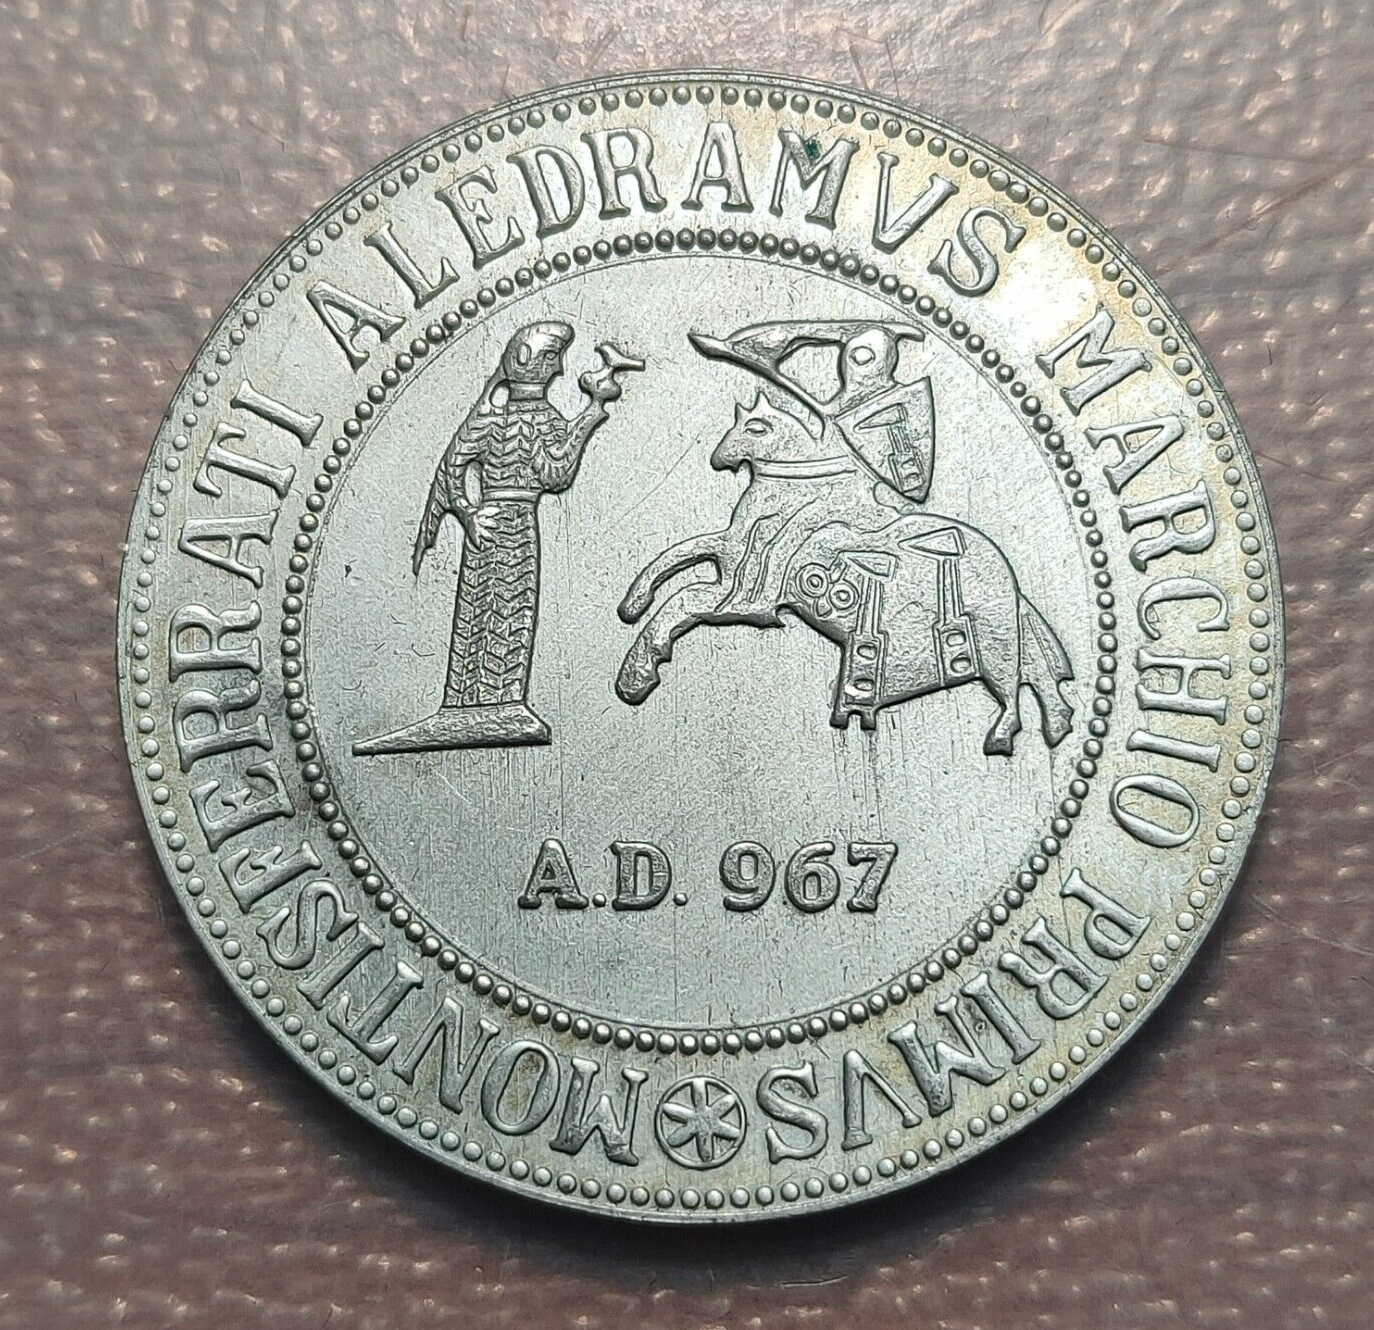 MONTISFERRATI ALEDRAMVS MARCHIO PRIMVS
A.D. 967